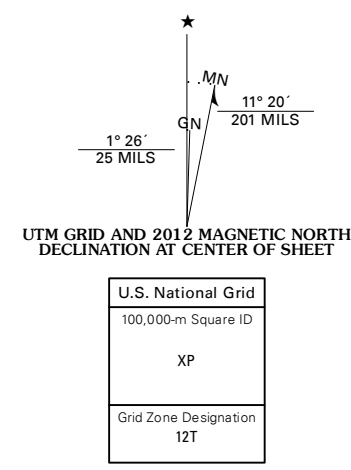 ★
MN
GN
11° 20´
201 MILS
1° 26´
25 MILS
UTM GRID AND 2012 MAGNETIC NORTH
DECLINATION AT CENTER OF SHEET
U.S. National Grid
100,000-m Square ID
XP
Grid Zone Designation
12T